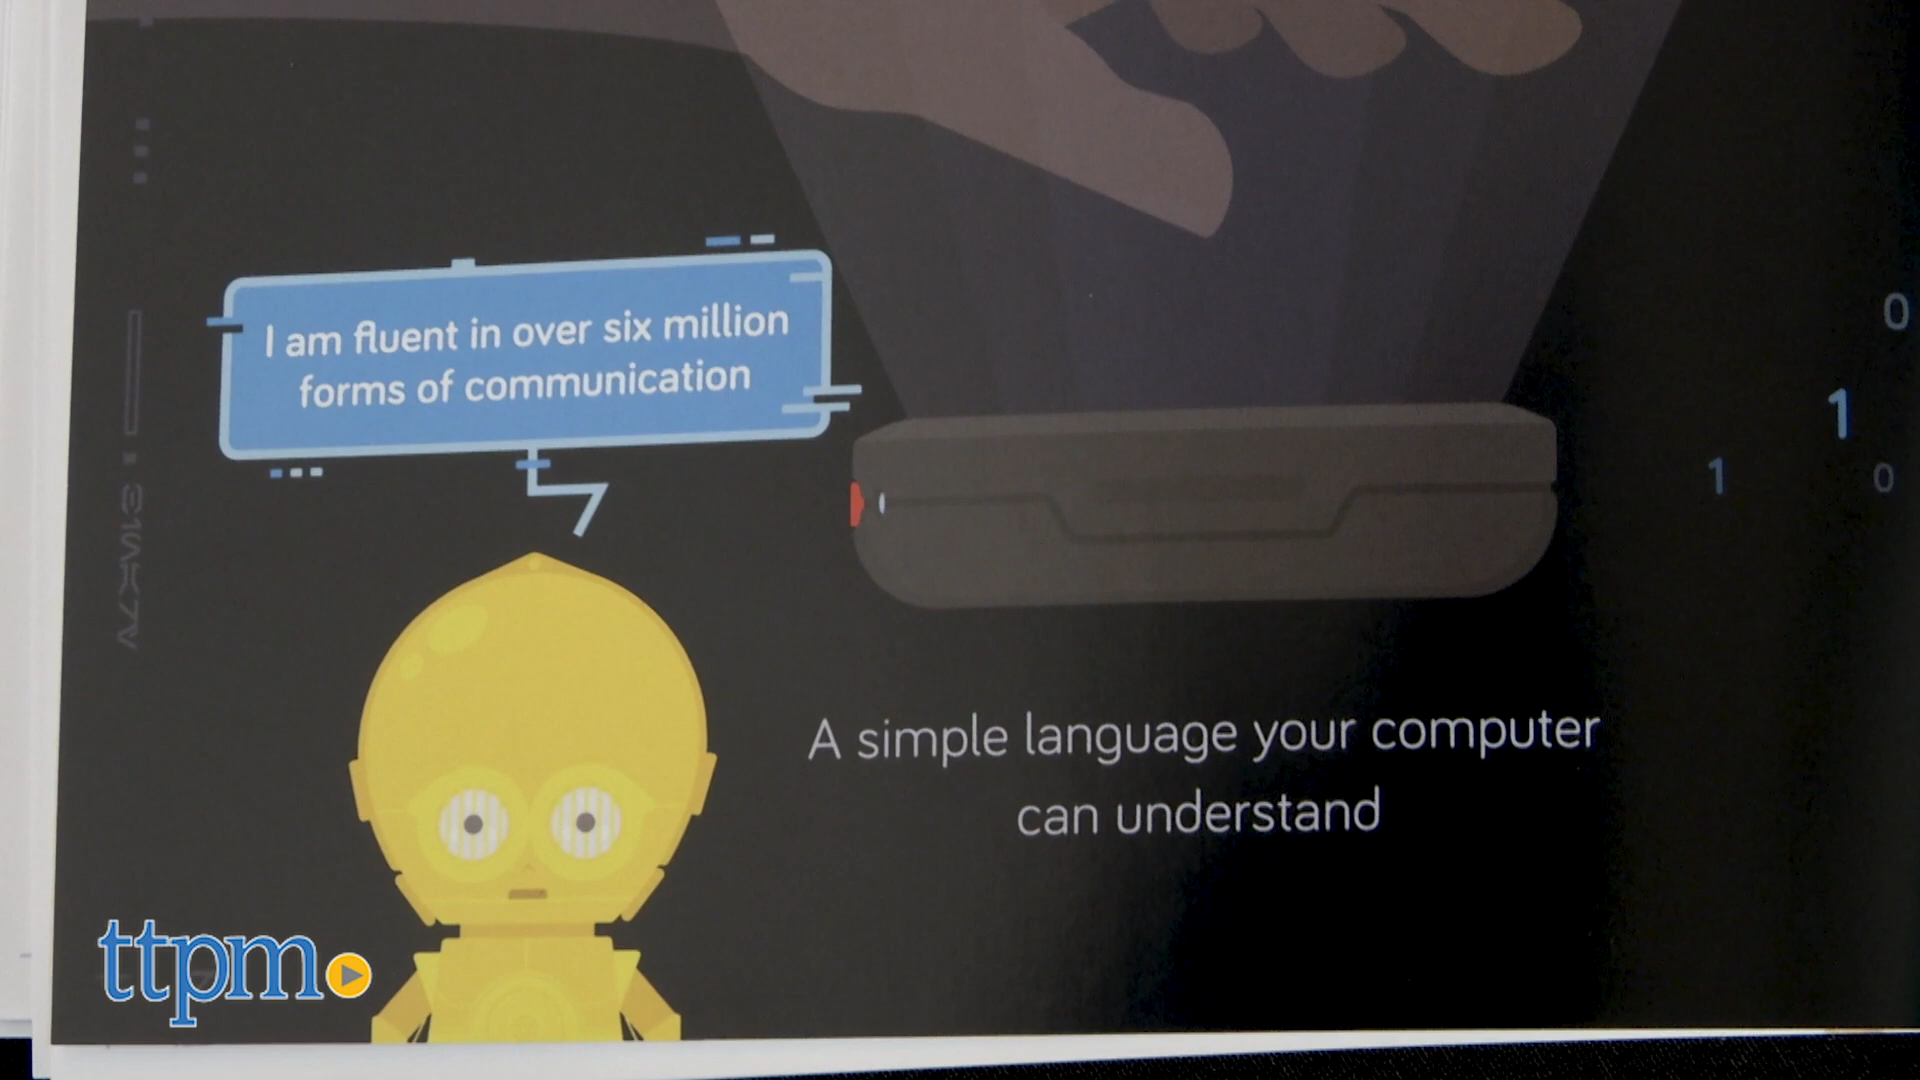 I am fluent in over six million
forms of communication
0
1
1 0
A simple language your computer
can understand
ttpm